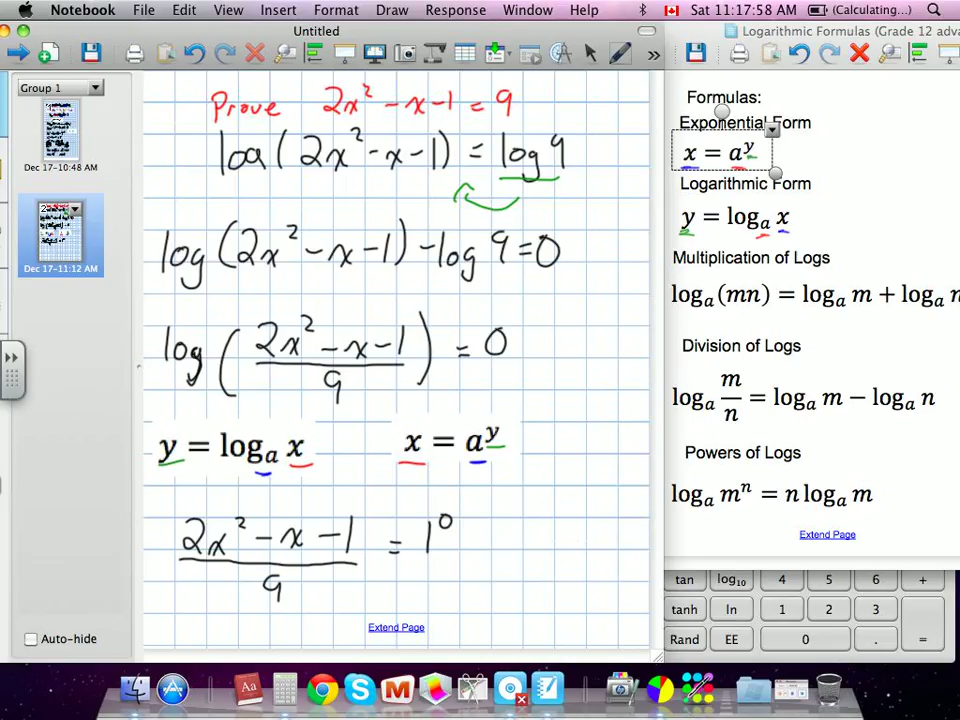 Notebook File Edit View Insert Format Draw Response Window Help Sat 11:17:58 AM (Calculating...)
Untitled
Logarithmic Formulas (Grade 12 adva
Group 1
Dec 17-10:48 AM
Dec 17-11:12 AM
Auto-hide
Prove 2x² -x-1 = 9
log(2x²-x-1) = log 9
log(2x²-x-1)-log 9=0
log((2x²-x-1)/9) = 0
y = logₐ x x = aʸ
(2x²-x-1)/9 = 1⁰
Extend Page
Formulas:
Exponential Form
x = aʸ
Logarithmic Form
y = logₐ x
Multiplication of Logs
logₐ(mn) = logₐ m + logₐ n
Division of Logs
logₐ m/n = logₐ m − logₐ n
Powers of Logs
logₐ mⁿ = n logₐ m
Extend Page
tan log₁₀ 4 5 6 +
tanh ln 1 2 3
Rand EE 0 . =